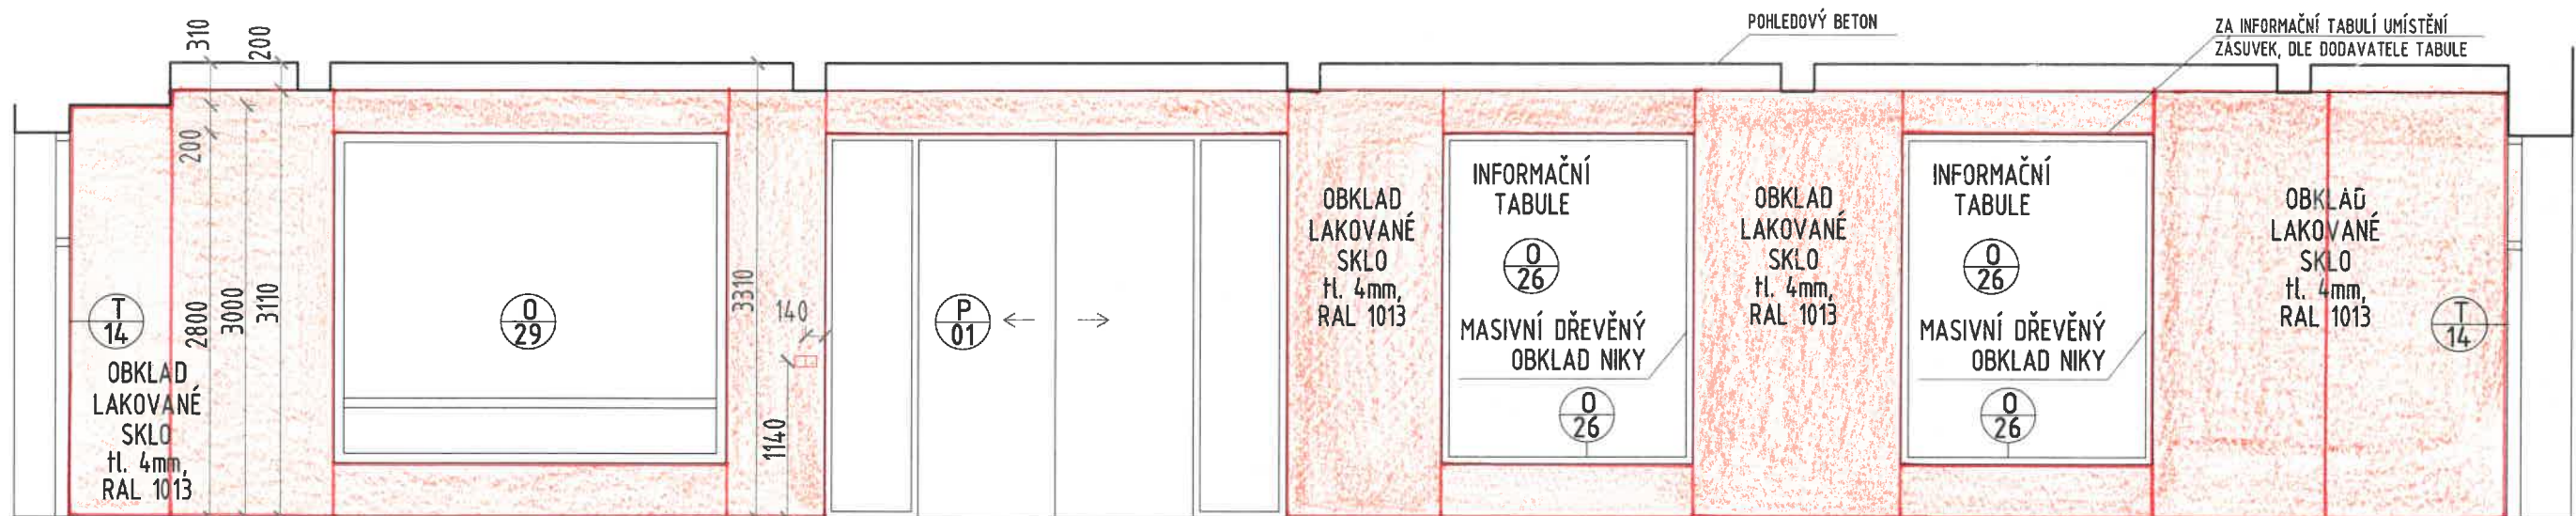 POHLEDOVÝ BETON
ZA INFORMAČNÍ TABULÍ UMÍSTĚNÍ
ZÁSUVEK, DLE DODAVATELE TABULE
310
200
200
2800
3000
3110
T
14
OBKLAD
LAKOVANÉ
SKLO
tl. 4mm,
RAL 1013
O
29
3310
140
1140
P
01
OBKLAD
LAKOVANÉ
SKLO
tl. 4mm,
RAL 1013
INFORMAČNÍ
TABULE
O
26
MASIVNÍ DŘEVĚNÝ
OBKLAD NIKY
O
26
OBKLAD
LAKOVANÉ
SKLO
tl. 4mm,
RAL 1013
INFORMAČNÍ
TABULE
O
26
MASIVNÍ DŘEVĚNÝ
OBKLAD NIKY
O
26
OBKLAD
LAKOVANÉ
SKLO
tl. 4mm,
RAL 1013
T
14